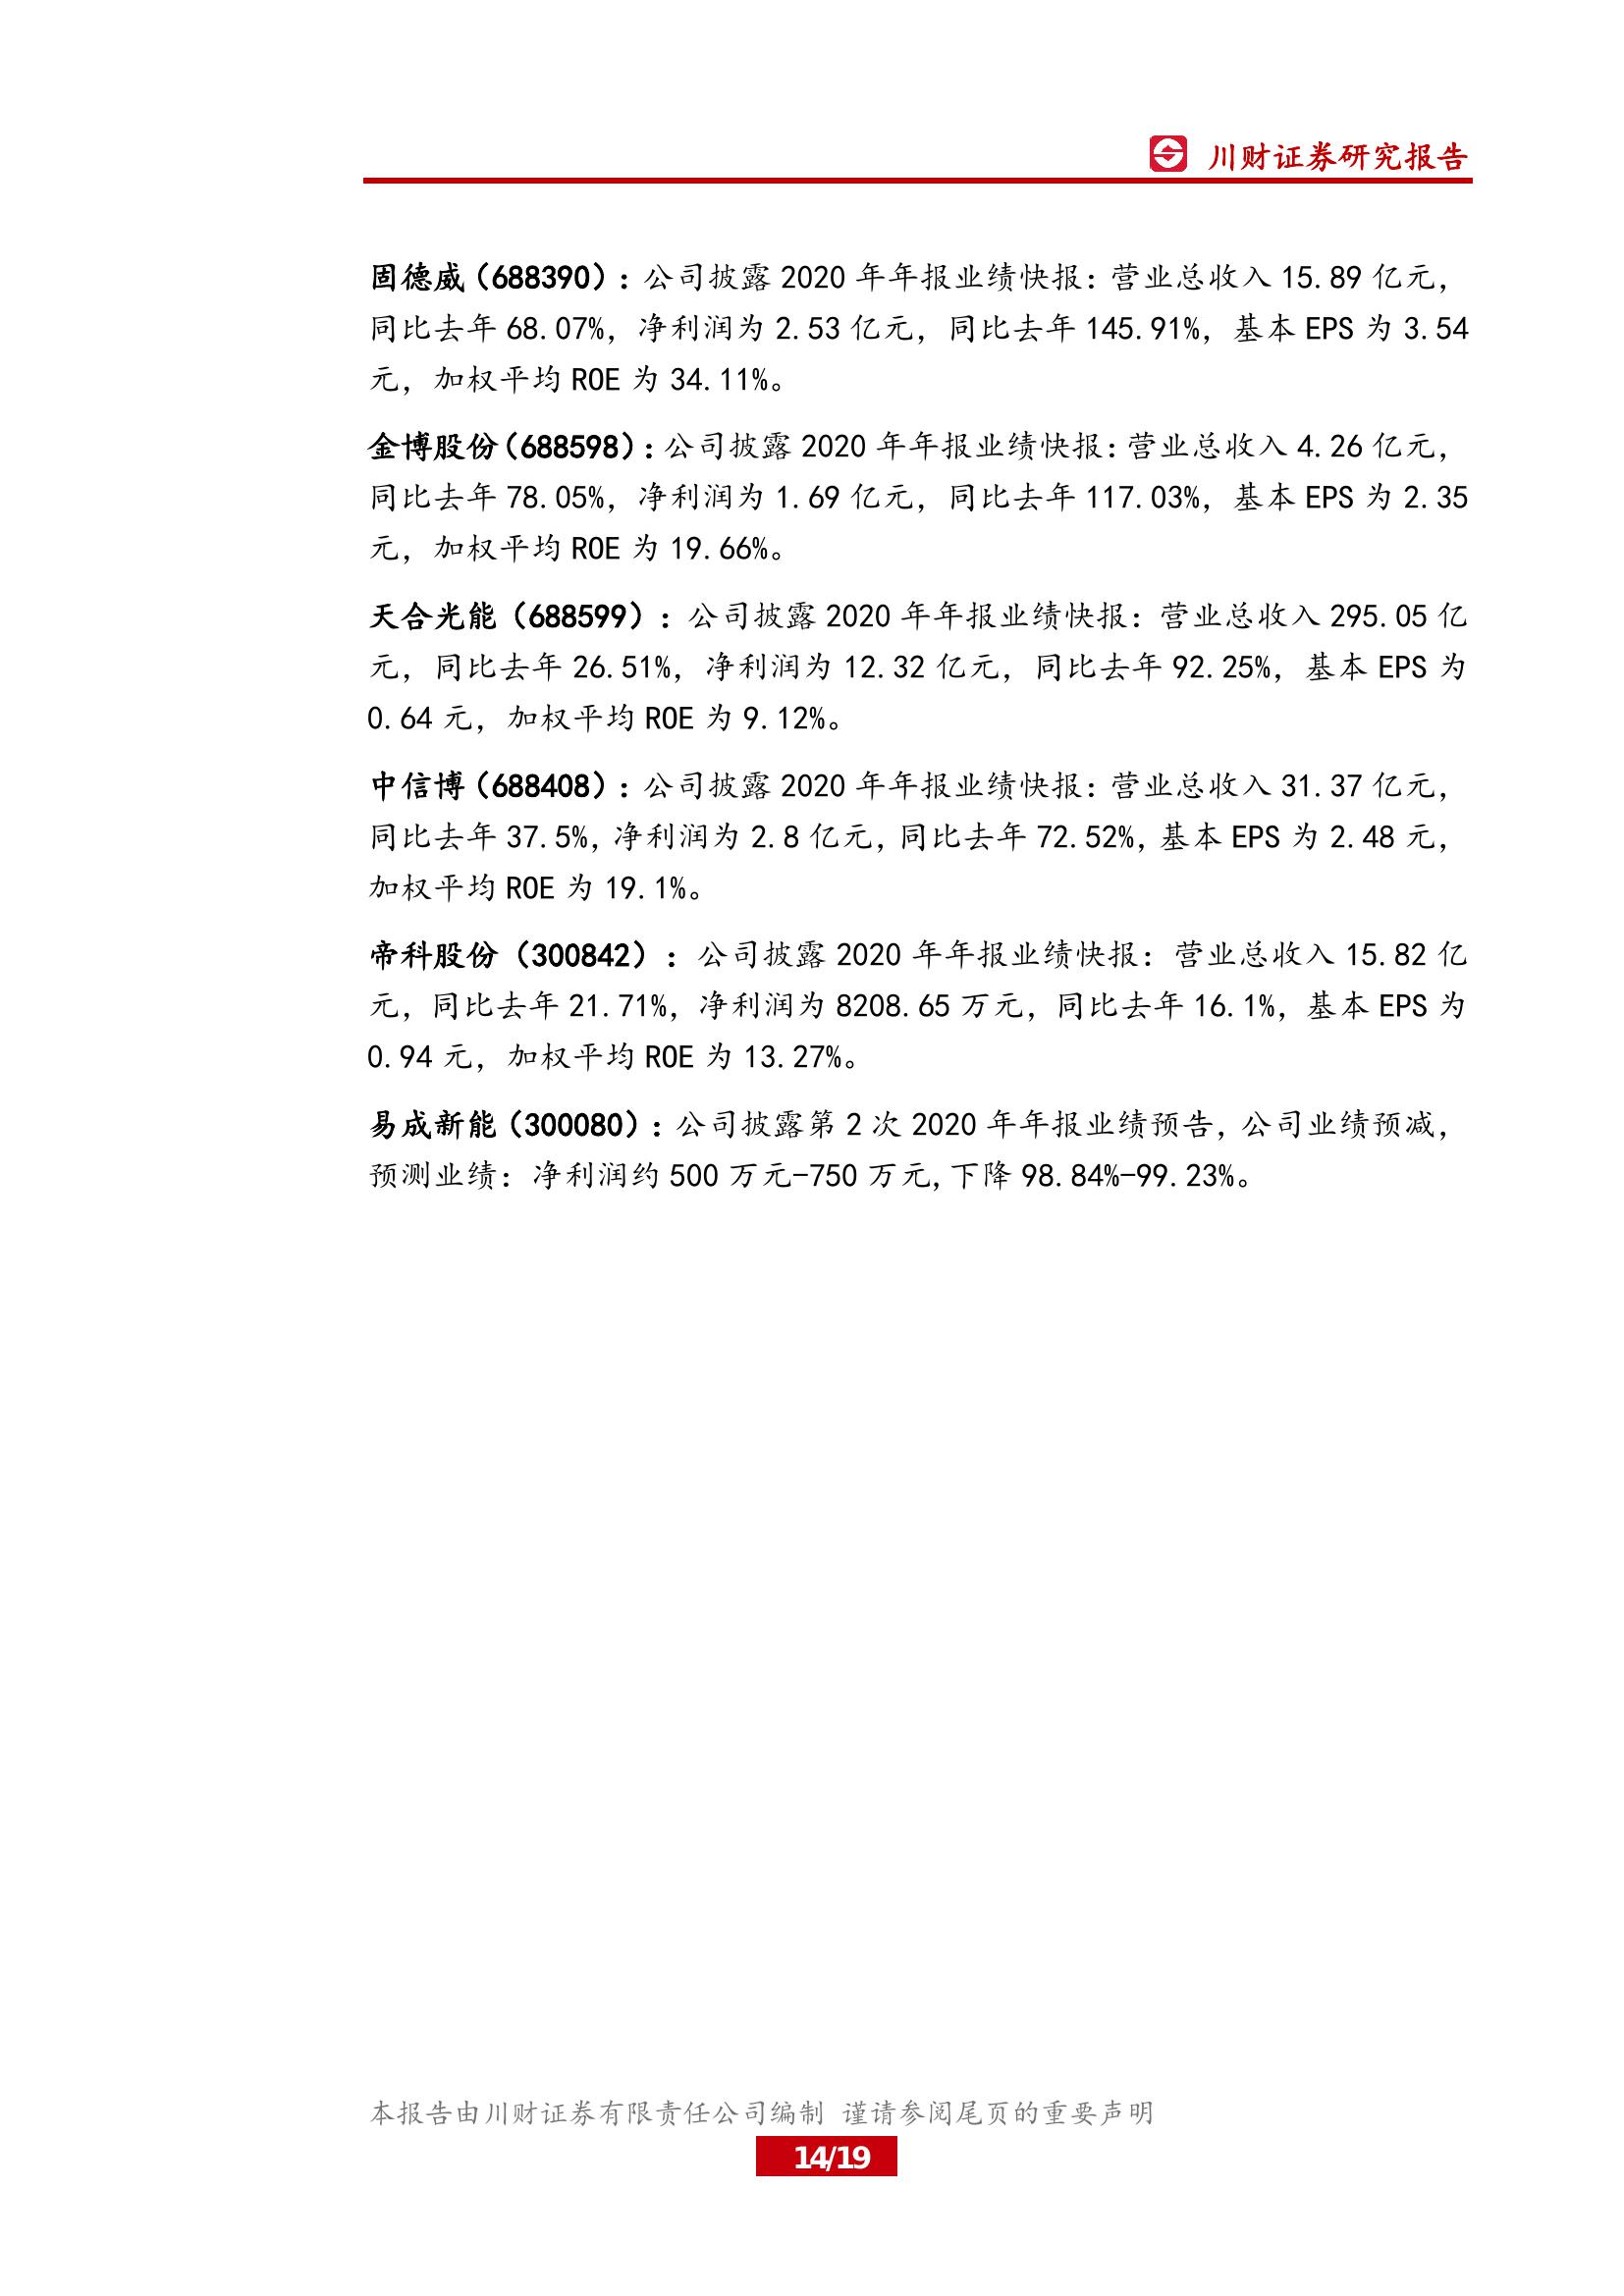 川财证券研究报告
固德威（688390）：公司披露 2020 年年报业绩快报：营业总收入 15.89 亿元，
同比去年 68.07%，净利润为 2.53 亿元，同比去年 145.91%，基本 EPS 为 3.54
元，加权平均 ROE 为 34.11%。
金博股份（688598）：公司披露 2020 年年报业绩快报：营业总收入 4.26 亿元，
同比去年 78.05%，净利润为 1.69 亿元，同比去年 117.03%，基本 EPS 为 2.35
元，加权平均 ROE 为 19.66%。
天合光能（688599）：公司披露 2020 年年报业绩快报：营业总收入 295.05 亿
元，同比去年 26.51%，净利润为 12.32 亿元，同比去年 92.25%，基本 EPS 为
0.64 元，加权平均 ROE 为 9.12%。
中信博（688408）：公司披露 2020 年年报业绩快报：营业总收入 31.37 亿元，
同比去年 37.5%，净利润为 2.8 亿元，同比去年 72.52%，基本 EPS 为 2.48 元，
加权平均 ROE 为 19.1%。
帝科股份（300842）：公司披露 2020 年年报业绩快报：营业总收入 15.82 亿
元，同比去年 21.71%，净利润为 8208.65 万元，同比去年 16.1%，基本 EPS 为
0.94 元，加权平均 ROE 为 13.27%。
易成新能（300080）：公司披露第 2 次 2020 年年报业绩预告，公司业绩预减，
预测业绩：净利润约 500 万元-750 万元,下降 98.84%-99.23%。
本报告由川财证券有限责任公司编制 谨请参阅尾页的重要声明
14/19